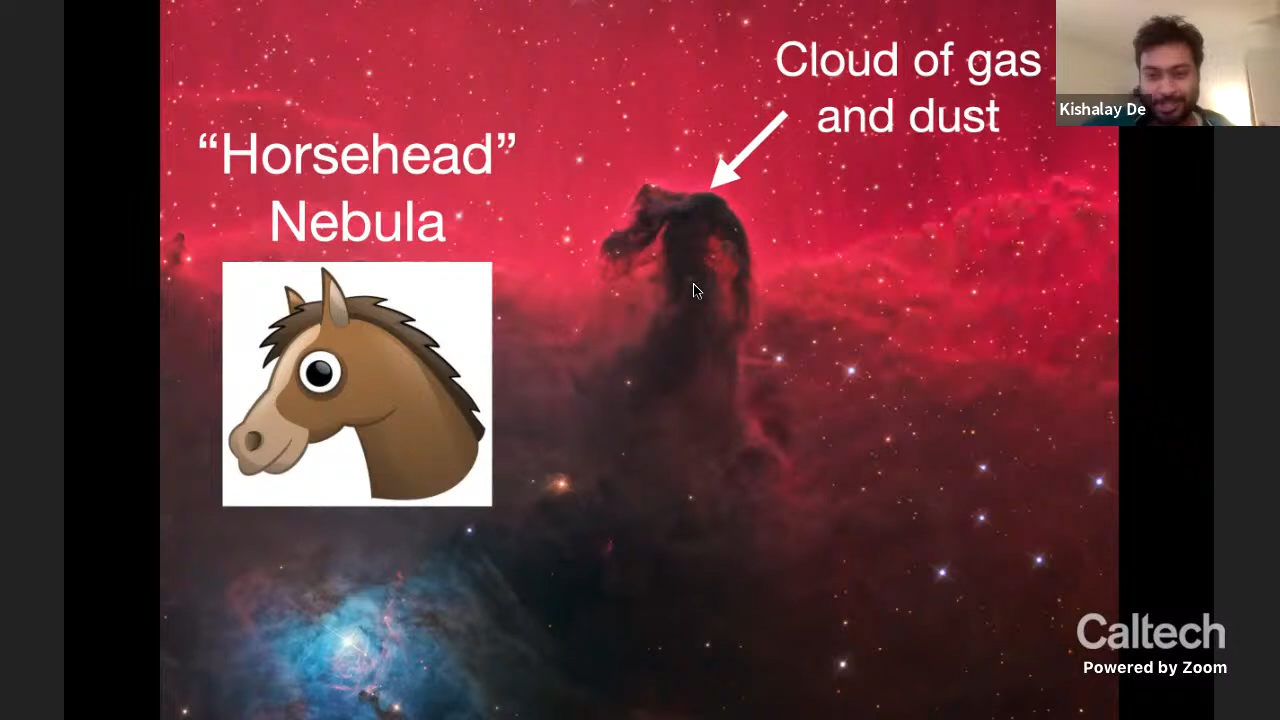 Cloud of gas
and dust
Kishalay De
“Horsehead”
Nebula
Caltech
Powered by Zoom